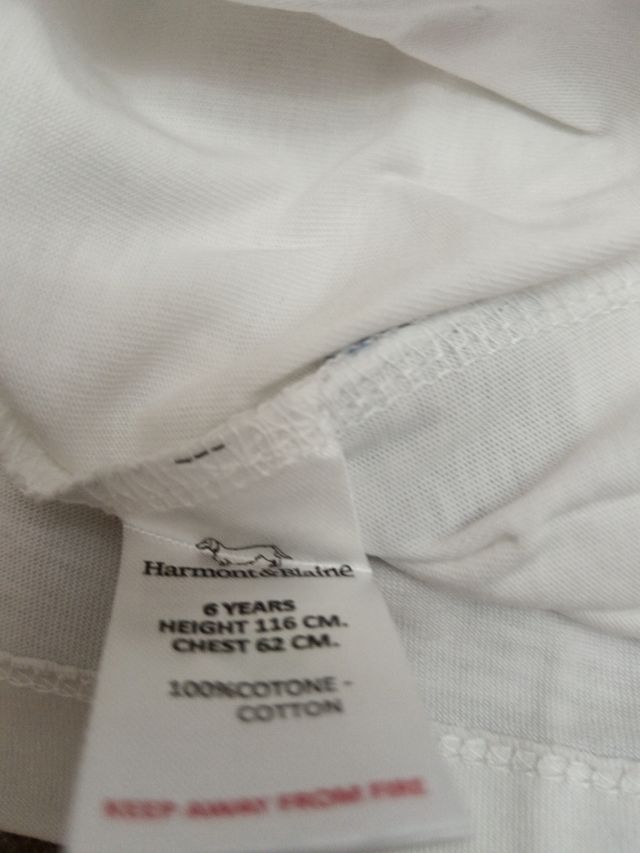 Harmont&Blaine
6 YEARS
HEIGHT 116 CM.
CHEST 62 CM.
100%COTONE -
COTTON
KEEP AWAY FROM FIRE